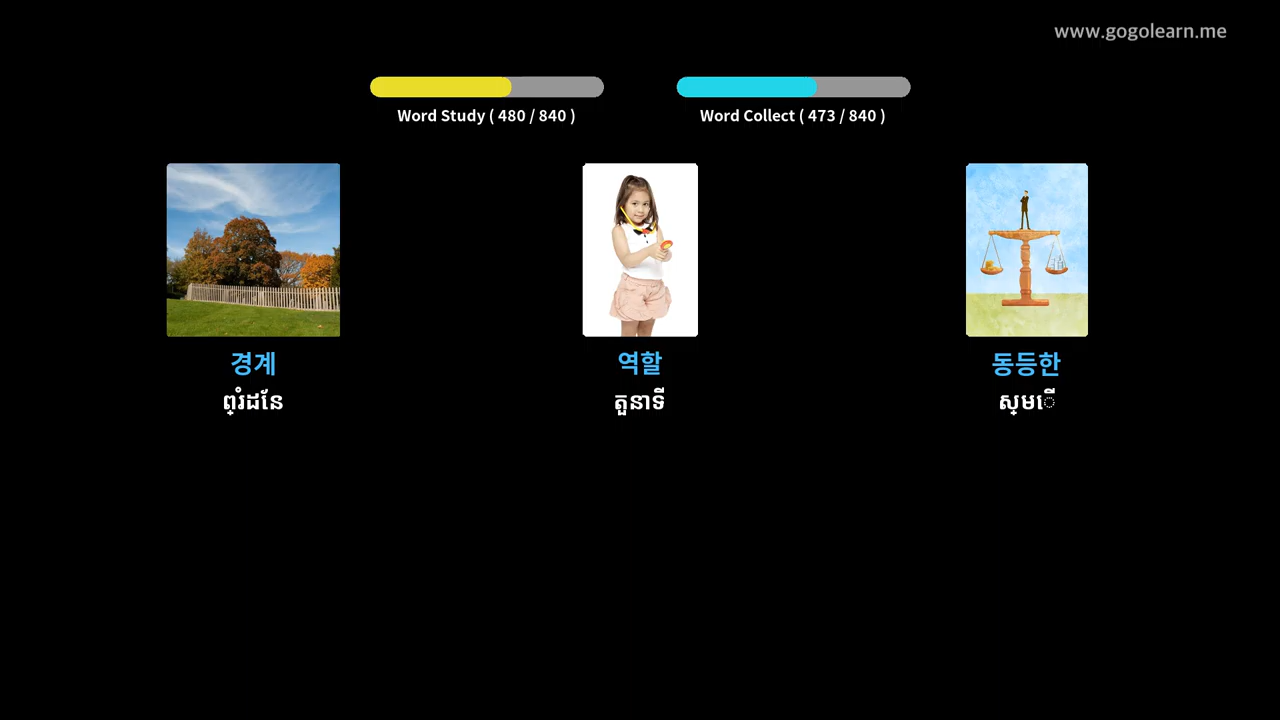 www.gogolearn.me
Word Study ( 480 / 840 )
Word Collect ( 473 / 840 )
경계
역할
동등한
ព្រំដនែ
តួនាទី
ស្មេី